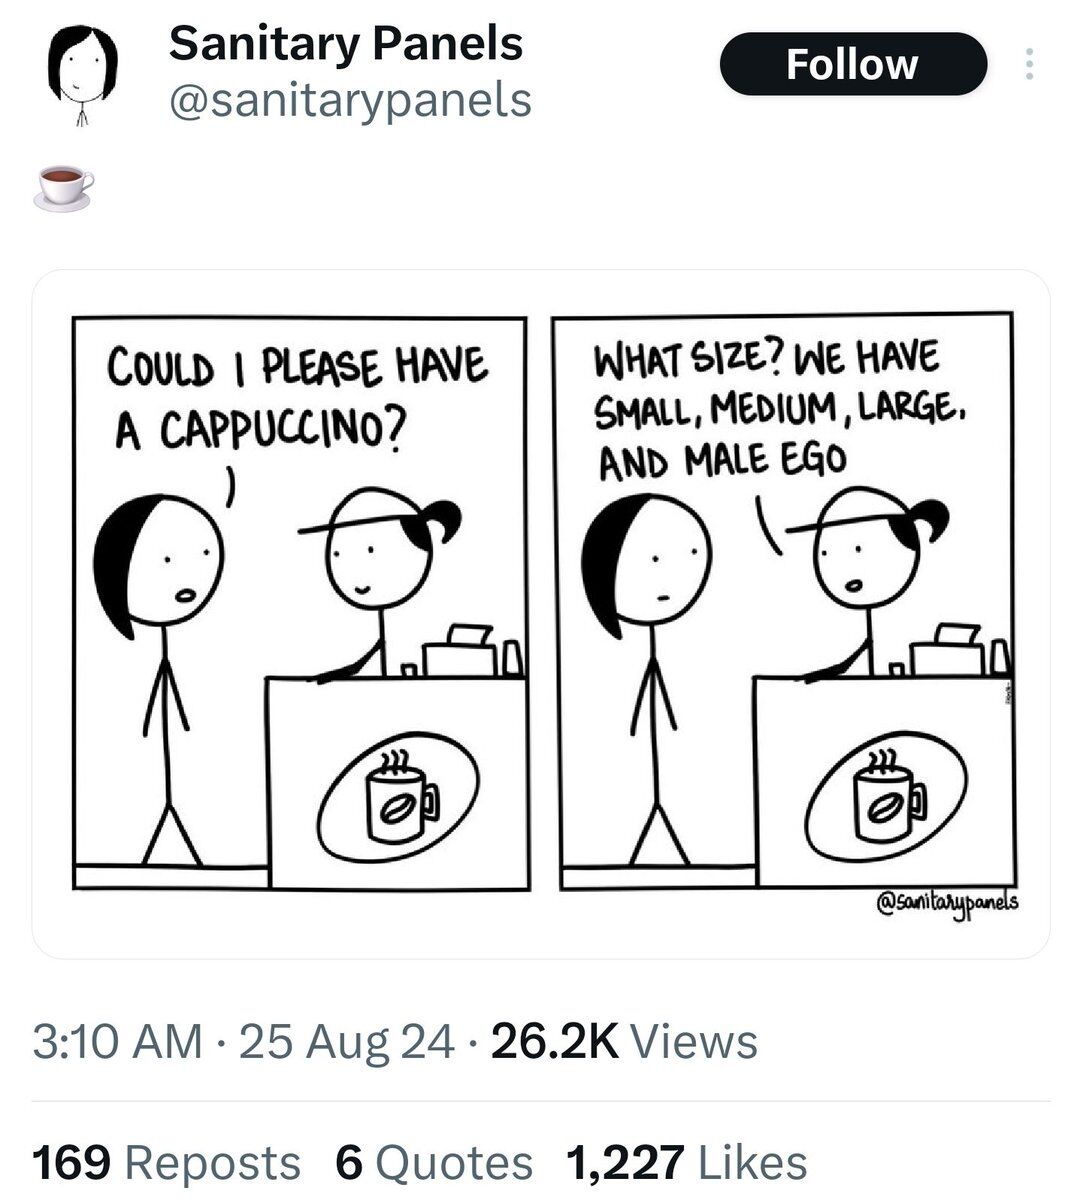 Sanitary Panels
@sanitarypanels
Follow
COULD I PLEASE HAVE
A CAPPUCCINO?
WHAT SIZE? WE HAVE
SMALL, MEDIUM, LARGE,
AND MALE EGO
@sanitarypanels
3:10 AM · 25 Aug 24 · 26.2K Views
169 Reposts 6 Quotes 1,227 Likes